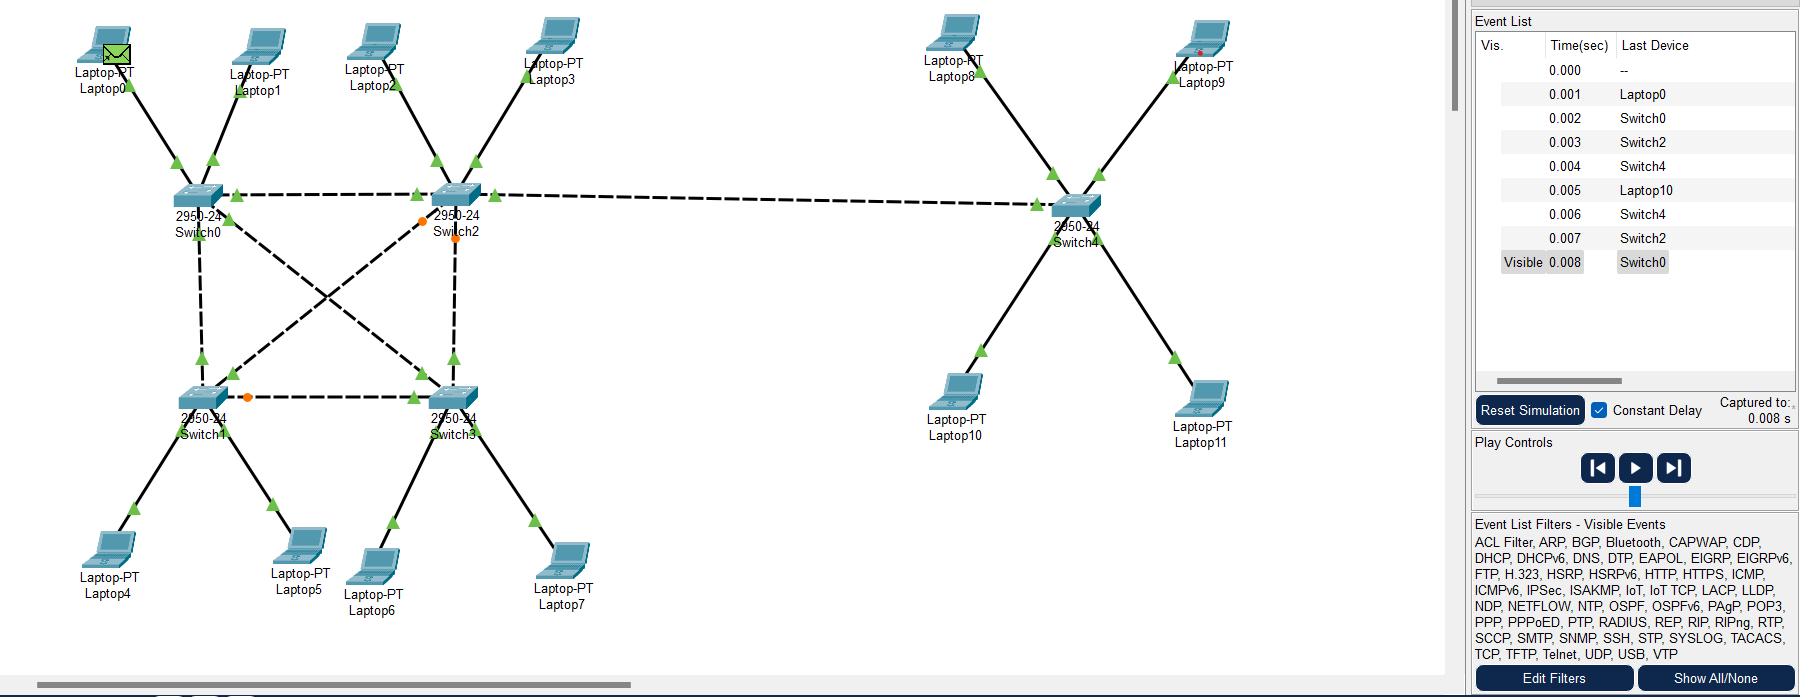 Laptop-PT
Laptop0
Laptop-PT
Laptop1
Laptop-PT
Laptop2
Laptop-PT
Laptop3
Laptop-PT
Laptop8
Laptop-PT
Laptop9
2950-24
Switch0
2950-24
Switch2
2950-24
Switch4
2950-24
Switch1
2950-24
Switch3
Laptop-PT
Laptop10
Laptop-PT
Laptop11
Laptop-PT
Laptop4
Laptop-PT
Laptop5
Laptop-PT
Laptop6
Laptop-PT
Laptop7
Event List
Vis. Time(sec) Last Device
0.000 --
0.001 Laptop0
0.002 Switch0
0.003 Switch2
0.004 Switch4
0.005 Laptop10
0.006 Switch4
0.007 Switch2
Visible 0.008 Switch0
Reset Simulation Constant Delay Captured to:
0.008 s
Play Controls
Event List Filters - Visible Events
ACL Filter, ARP, BGP, Bluetooth, CAPWAP, CDP,
DHCP, DHCPv6, DNS, DTP, EAPOL, EIGRP, EIGRPv6,
FTP, H.323, HSRP, HSRPv6, HTTP, HTTPS, ICMP,
ICMPv6, IPSec, ISAKMP, IoT, IoT TCP, LACP, LLDP,
NDP, NETFLOW, NTP, OSPF, OSPFv6, PAgP, POP3,
PPP, PPPoED, PTP, RADIUS, REP, RIP, RIPng, RTP,
SCCP, SMTP, SNMP, SSH, STP, SYSLOG, TACACS,
TCP, TFTP, Telnet, UDP, USB, VTP
Edit Filters Show All/None